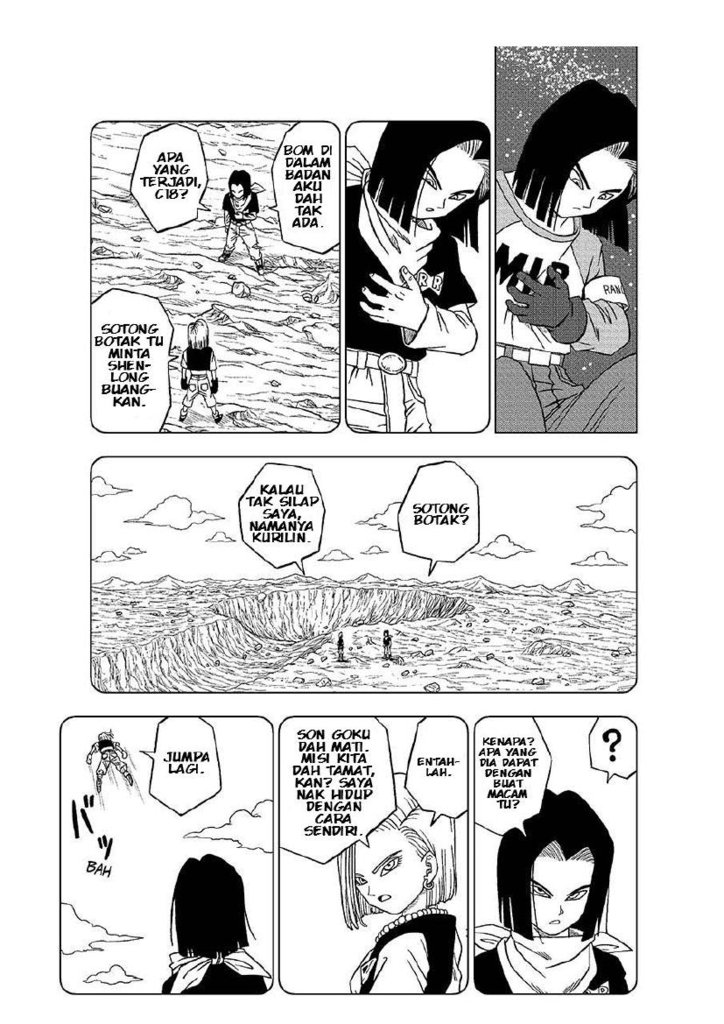 MIR
RAN
RR
BOM DI
DALAM
BADAN
AKU
DAH
TAK
ADA.
APA
YANG
TERJADI,
C18?
SOTONG
BOTAK TU
MINTA
SHEN-
LONG
BUANG-
KAN.
SOTONG
BOTAK?
KALAU
TAK SILAP
SAYA,
NAMANYA
KURILIN.
?
KENAPA?
APA YANG
DIA DAPAT
DENGAN
BUAT
MACAM
TU?
ENTAH-
LAH.
SON GOKU
DAH MATI.
MISI KITA
DAH TAMAT,
KAN? SAYA
NAK HIDUP
DENGAN
CARA
SENDIRI.
JUMPA
LAGI.
バッ
BAH